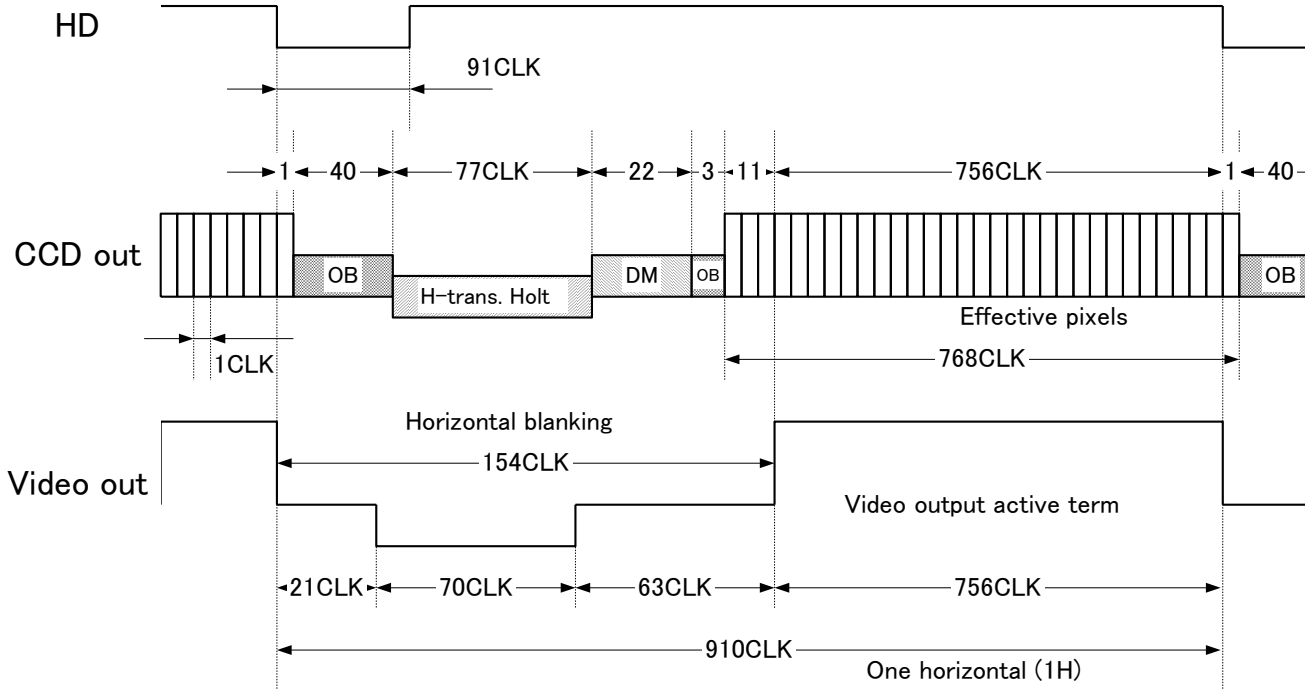 HD
91CLK
1 40 77CLK 22 3 11 756CLK 1 40
CCD out
OB
H-trans. Holt
DM
OB
OB
Effective pixels
768CLK
1CLK
Horizontal blanking
154CLK
Video out
Video output active term
21CLK 70CLK 63CLK 756CLK
910CLK
One horizontal (1H)